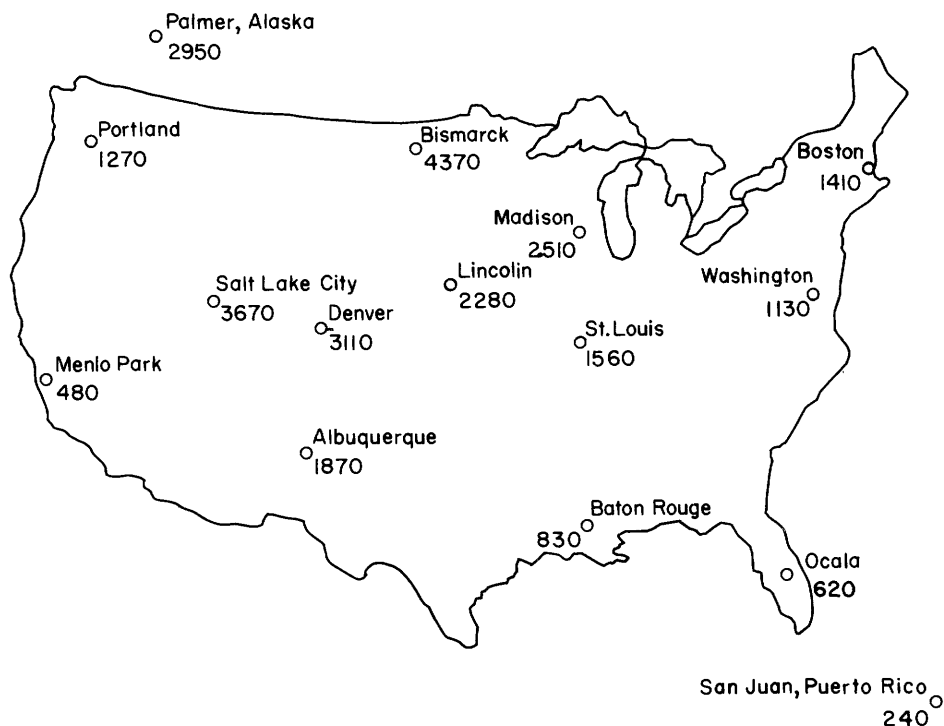 Palmer, Alaska
2950
Portland
1270
Bismarck
4370
Boston
1410
Madison
2510
Salt Lake City
3670
Lincolin
2280
Washington
1130
Denver
3110
St. Louis
1560
Menlo Park
480
Albuquerque
1870
Baton Rouge
830
Ocala
620
San Juan, Puerto Rico
240